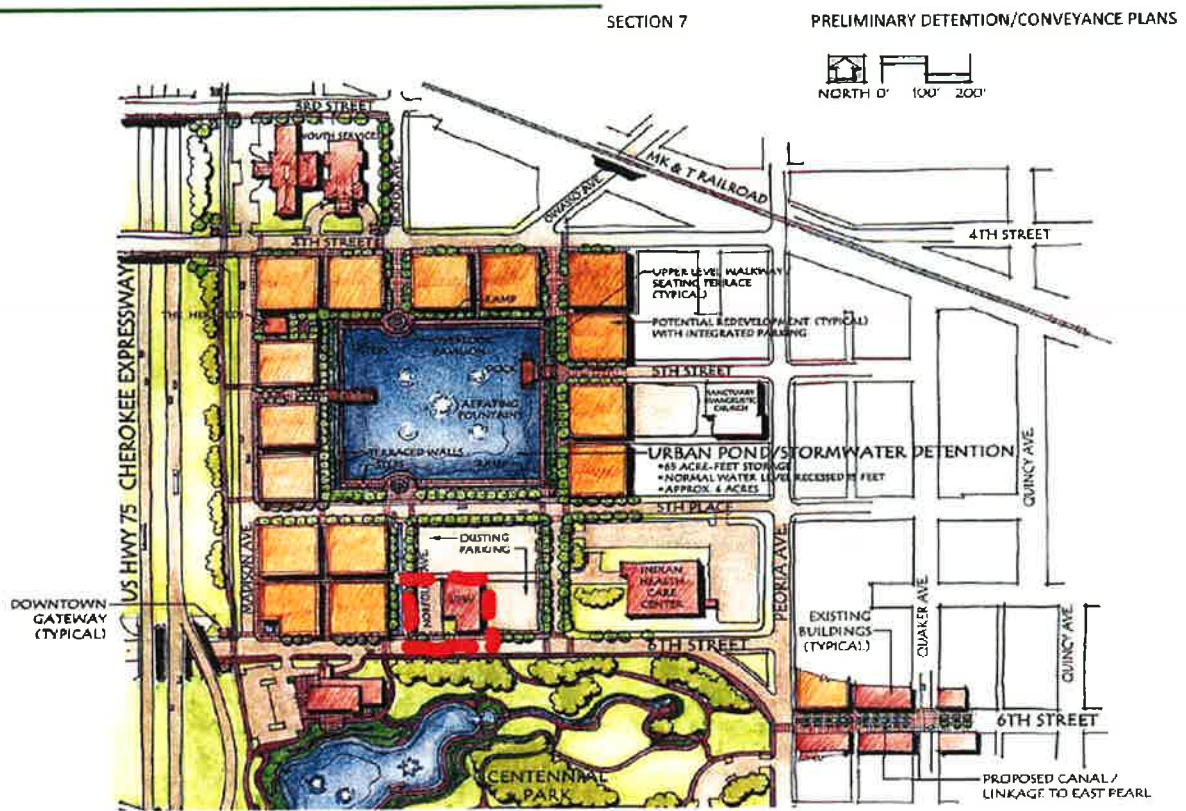 SECTION 7
PRELIMINARY DETENTION/CONVEYANCE PLANS
NORTH 0' 100' 200'
3RD STREET
YOUTH SERVICES
MK & T RAILROAD
OWASSO AVE
4TH STREET
4TH STREET
US HWY 75 CHEROKEE EXPRESSWAY
UPPER LEVEL WALKWAY/
SEATING TERRACE
(TYPICAL)
RAMP
POTENTIAL REDEVELOPMENT (TYPICAL)
WITH INTEGRATED PARKING
STEPS
OVERLOOK
PAVILION
DOCK
5TH STREET
AERATING
FOUNTAINS
SANCTUARY
EVANGELISTIC
CHURCH
TERRACED WALLS
STEPS
RAMP
URBAN POND/STORMWATER DETENTION
*65 ACRE-FEET STORAGE
*NORMAL WATER LEVEL RECESSED 15 FEET
*APPROX. 6 ACRES
5TH PLACE
QUINCY AVE
MADISON AVE
NORFOLK AVE
EXISTING
PARKING
INDIAN
HEALTH
CARE
CENTER
PEORIA AVE
DOWNTOWN
GATEWAY
(TYPICAL)
EXISTING
BUILDINGS
(TYPICAL)
QUAKER AVE
QUINCY AVE
6TH STREET
6TH STREET
CENTENNIAL
PARK
PROPOSED CANAL /
LINKAGE TO EAST PEARL